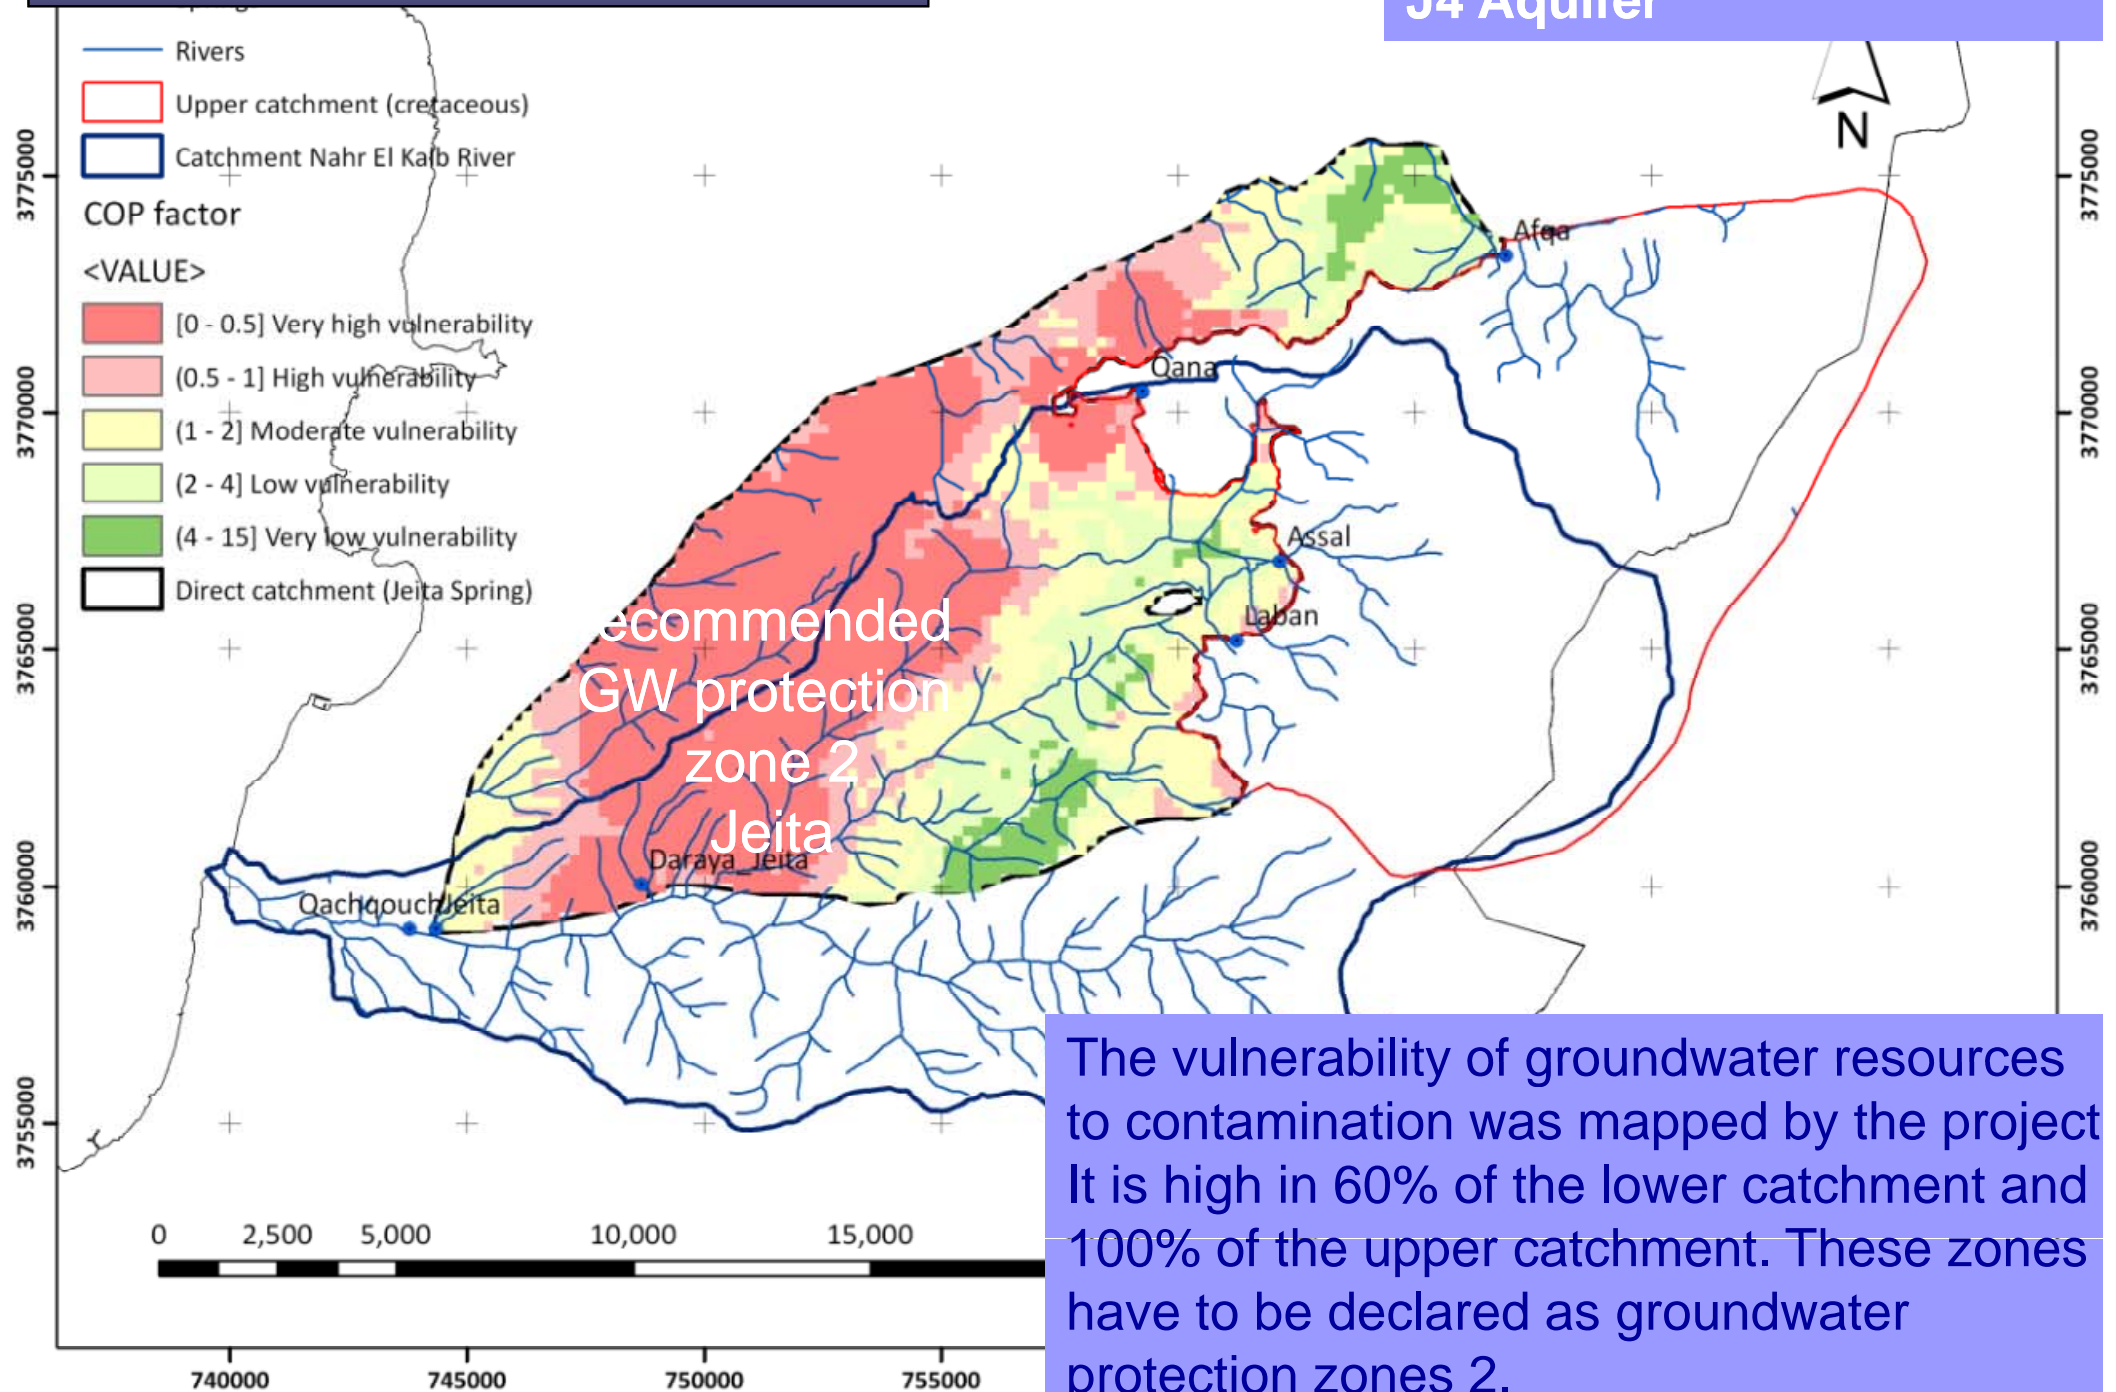 J4 Aquifer
Rivers
Upper catchment (cretaceous)
Catchment Nahr El Kalb River
COP factor
<VALUE>
[0 - 0.5] Very high vulnerability
(0.5 - 1] High vulnerability
(1 - 2] Moderate vulnerability
(2 - 4] Low vulnerability
(4 - 15] Very low vulnerability
Direct catchment (Jeita Spring)
N
Afqa
Qana
Assal
Laban
ecommended
GW protection
zone 2
Jeita
Daraya_Jeita
Qachqouch Jeita
3775000
3770000
3765000
3760000
3755000
3775000
3770000
3765000
3760000
0 2,500 5,000 10,000 15,000
740000 745000 750000 755000
The vulnerability of groundwater resources
to contamination was mapped by the project
It is high in 60% of the lower catchment and
100% of the upper catchment. These zones
have to be declared as groundwater
protection zones 2.